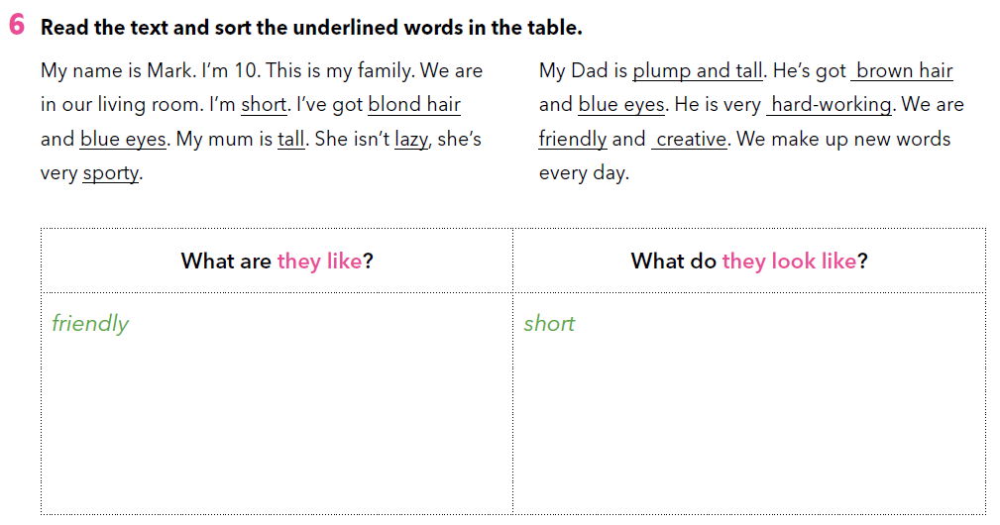 6 Read the text and sort the underlined words in the table.
My name is Mark. I'm 10. This is my family. We are
in our living room. I'm short. I've got blond hair
and blue eyes. My mum is tall. She isn't lazy, she's
very sporty.
My Dad is plump and tall. He's got brown hair
and blue eyes. He is very hard-working. We are
friendly and creative. We make up new words
every day.
What are they like?
What do they look like?
friendly
short